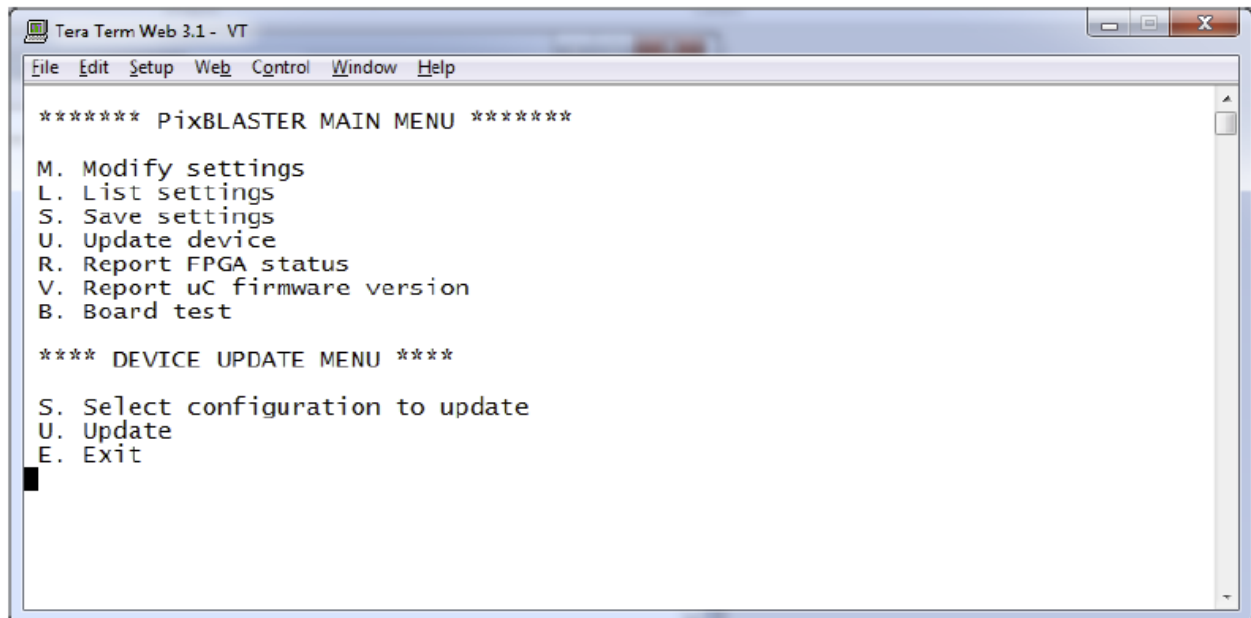 Tera Term Web 3.1 - VT
File Edit Setup Web Control Window Help
******* PixBLASTER MAIN MENU *******
M. Modify settings
L. List settings
S. Save settings
U. Update device
R. Report FPGA status
V. Report uC firmware version
B. Board test
**** DEVICE UPDATE MENU ****
S. Select configuration to update
U. Update
E. Exit